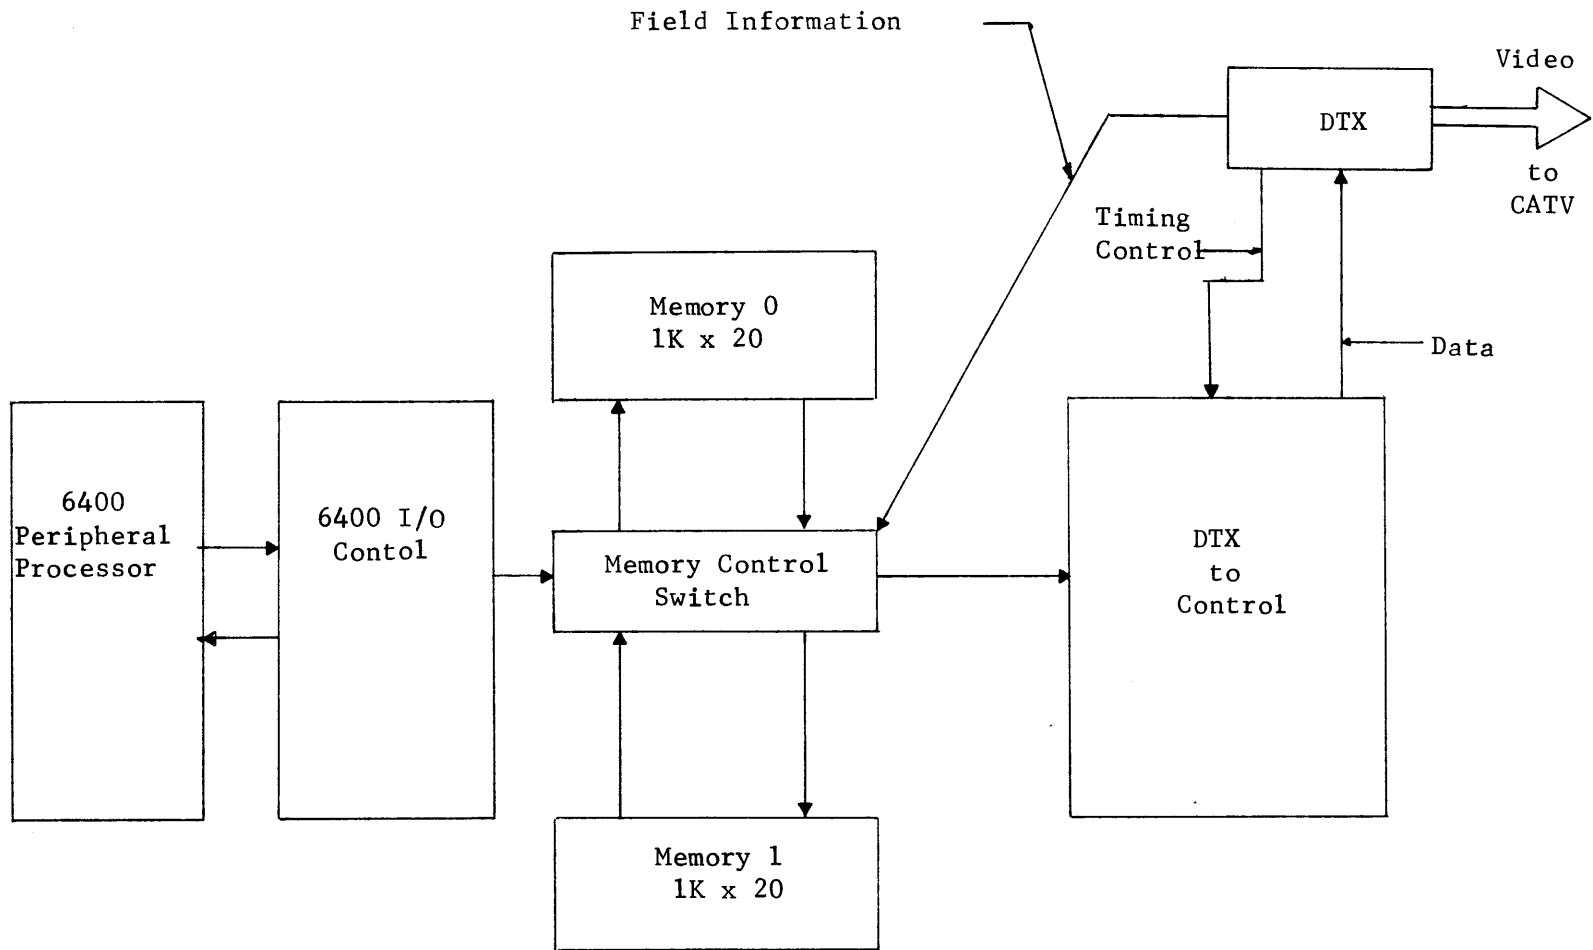 Field Information
Video
DTX
to
CATV
Timing
Control
Memory 0
1K x 20
Data
6400
Peripheral
Processor
6400 I/O
Contol
Memory Control
Switch
DTX
to
Control
Memory 1
1K x 20